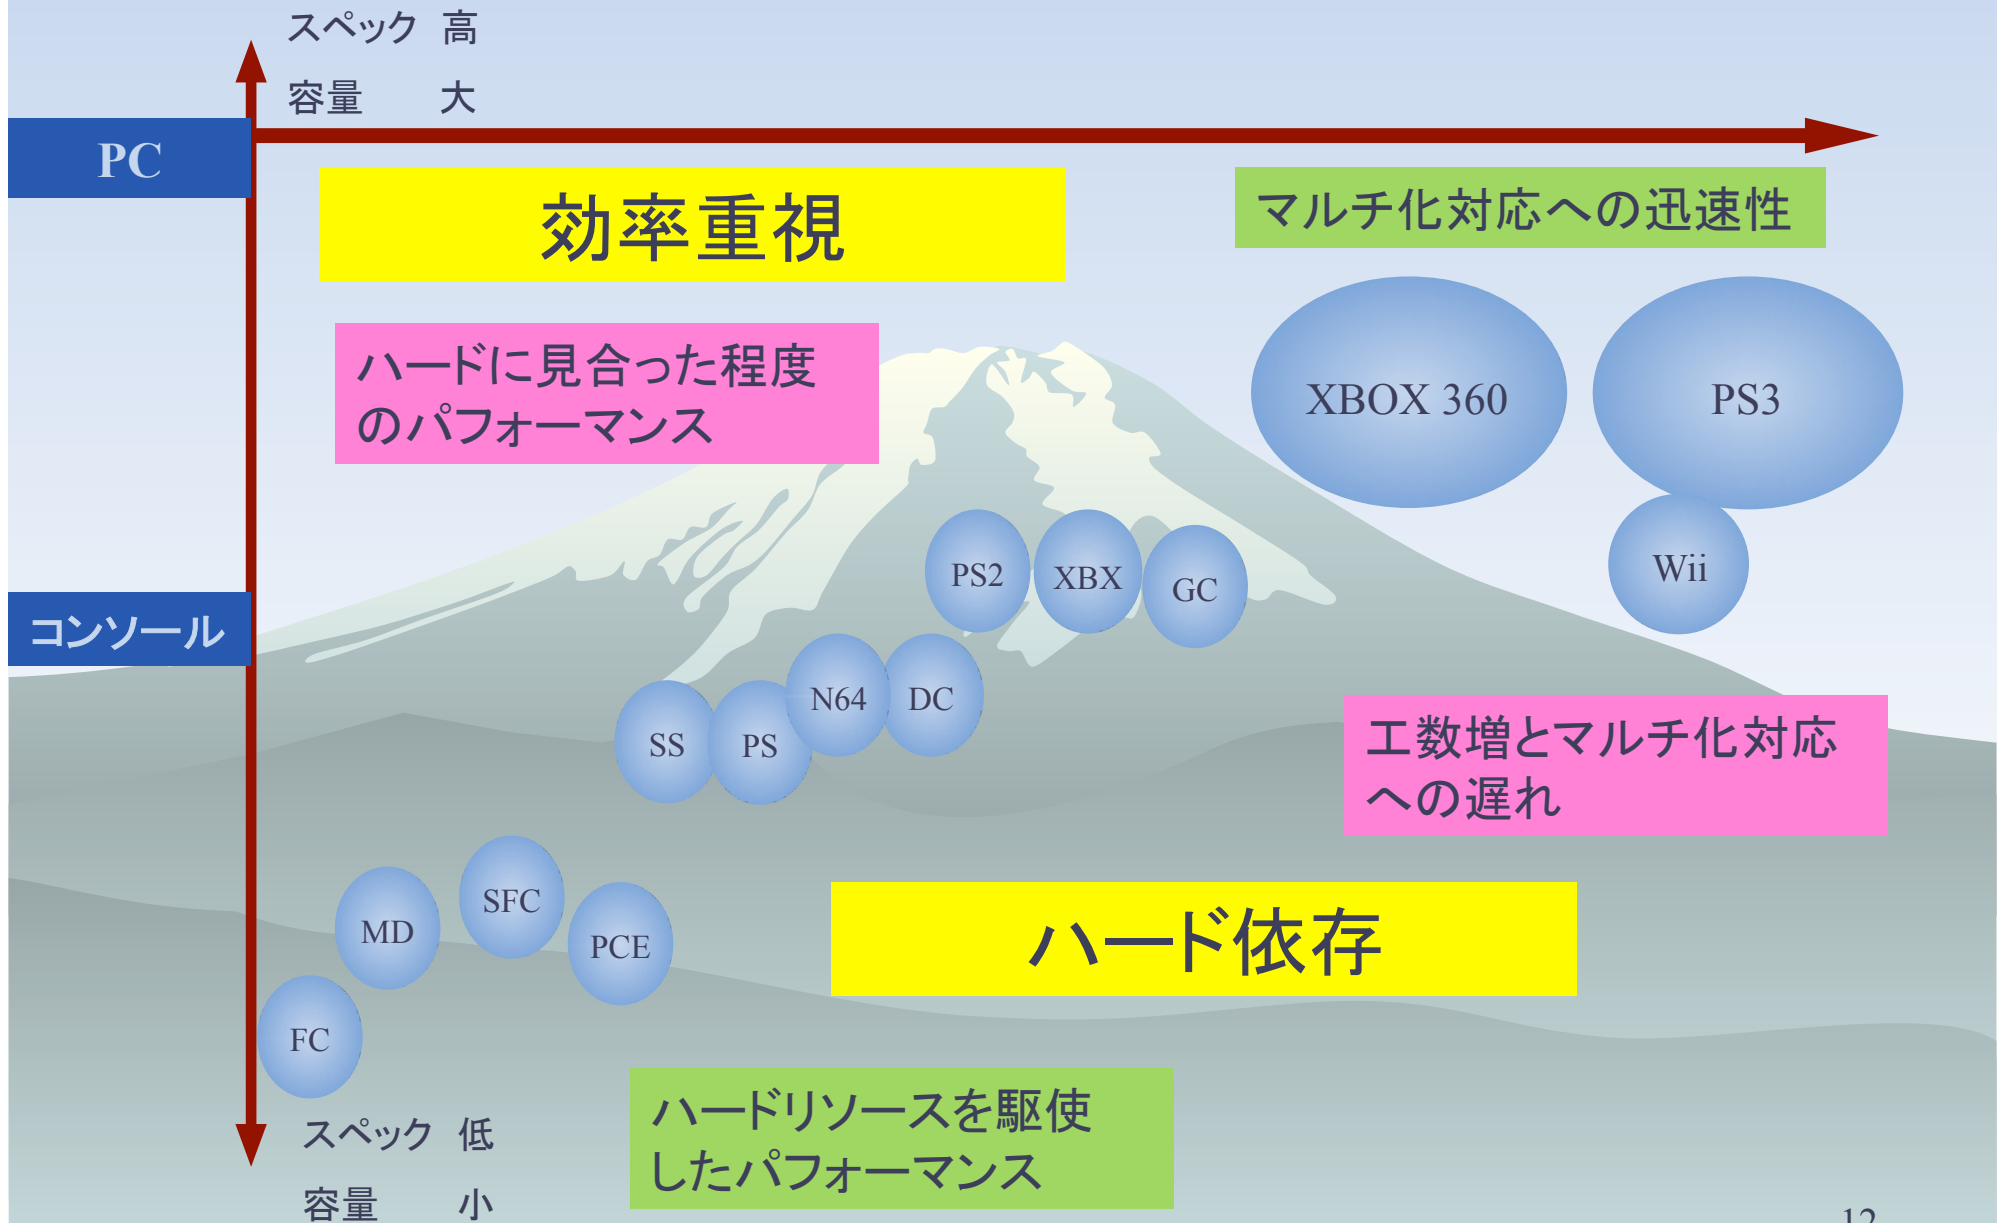 スペック 高
容量 大
PC
効率重視
マルチ化対応への迅速性
ハードに見合った程度
のパフォーマンス
XBOX 360
PS3
PS2
XBX
GC
Wii
コンソール
N64
DC
SS
PS
工数増とマルチ化対応
への遅れ
SFC
MD
PCE
ハード依存
FC
スペック 低
容量 小
ハードリソースを駆使
したパフォーマンス
12